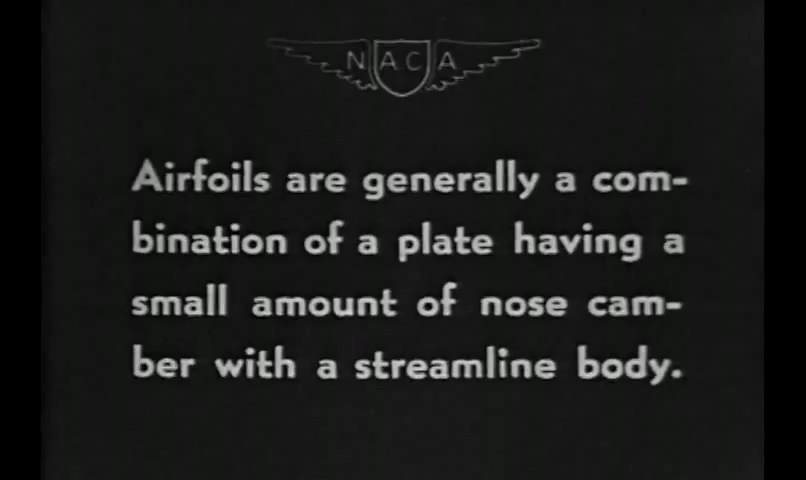 NACA
Airfoils are generally a com-
bination of a plate having a
small amount of nose cam-
ber with a streamline body.